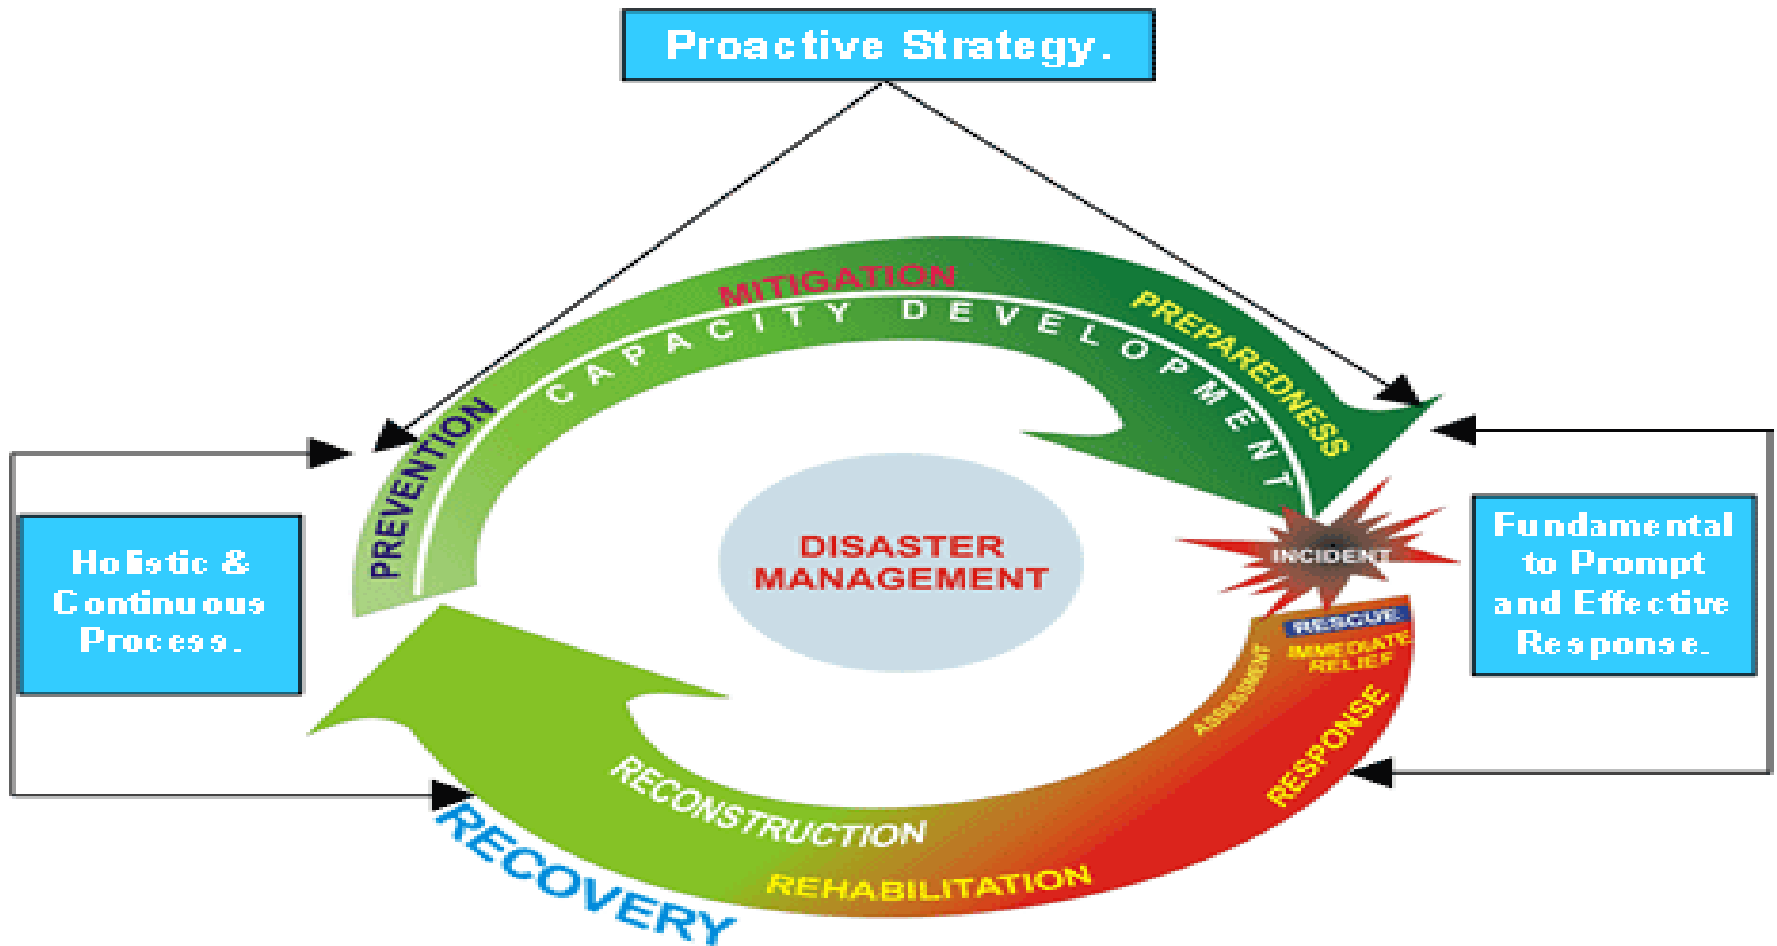 Proactive Strategy.
MITIGATION
CAPACITY DEVELOPMENT
PREPAREDNESS
PREVENTION
Holistic &
Continuous
Process.
DISASTER
MANAGEMENT
INCIDENT
Fundamental
to Prompt
and Effective
Response.
RESCUE
IMMEDIATE
RELIEF
ASSESSMENT
RESPONSE
RECONSTRUCTION
REHABILITATION
RECOVERY